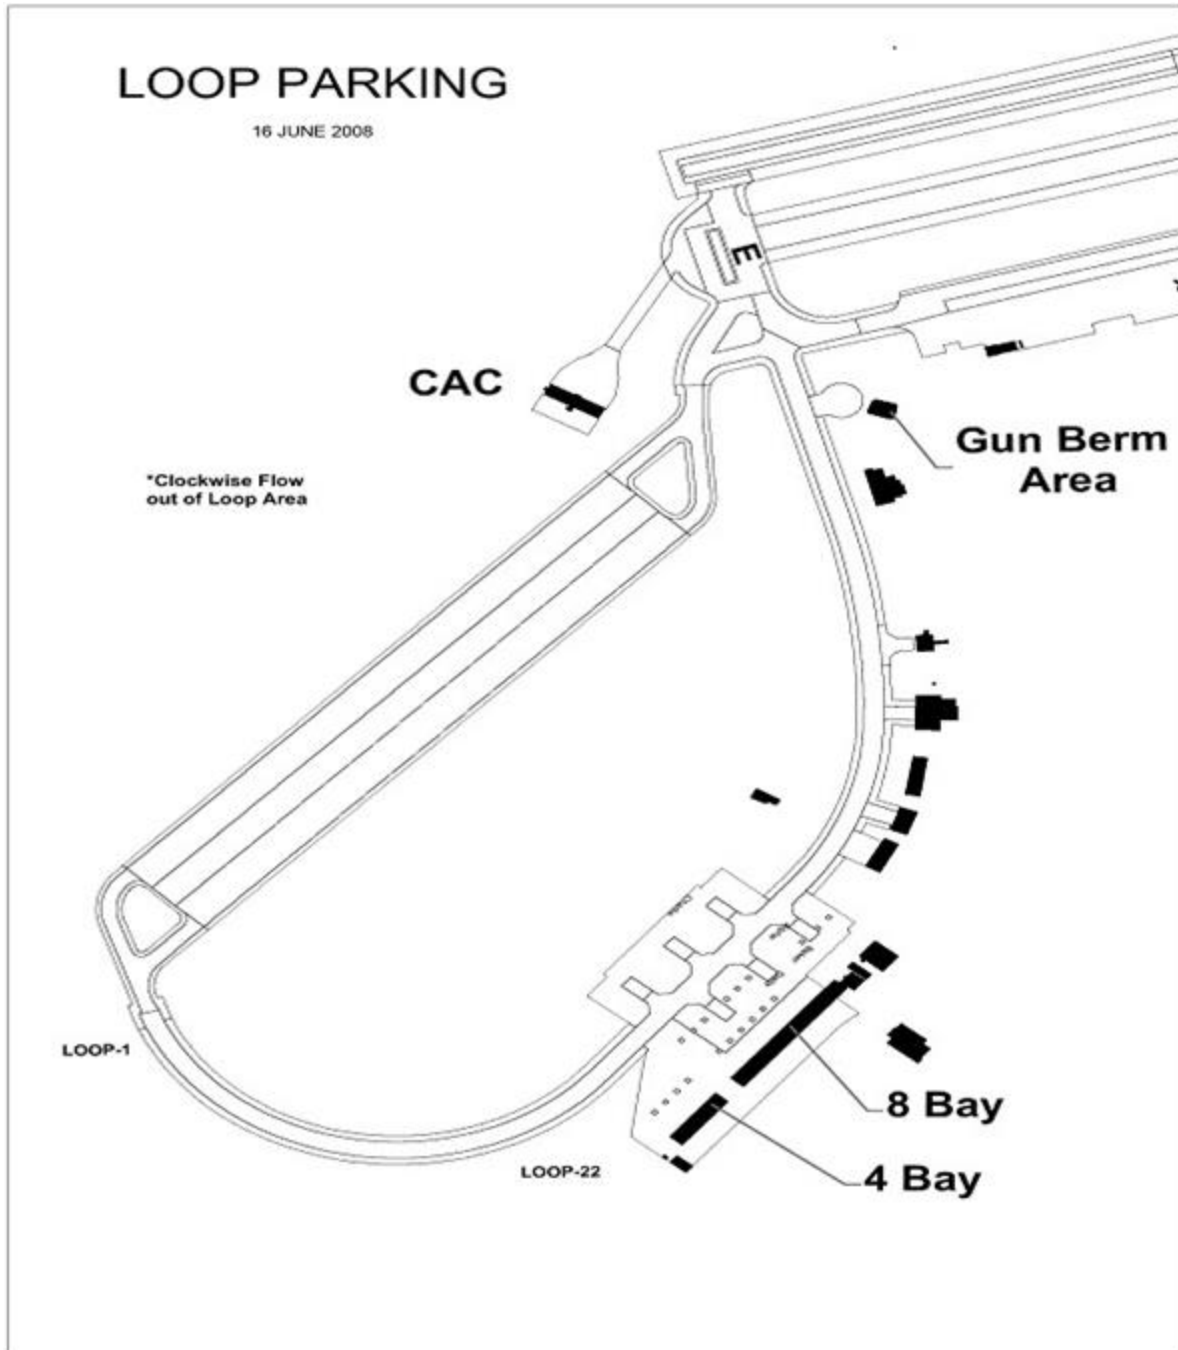 LOOP PARKING
16 JUNE 2008
E
CAC
Gun Berm
Area
*Clockwise Flow
out of Loop Area
LOOP-1
8 Bay
LOOP-22
4 Bay